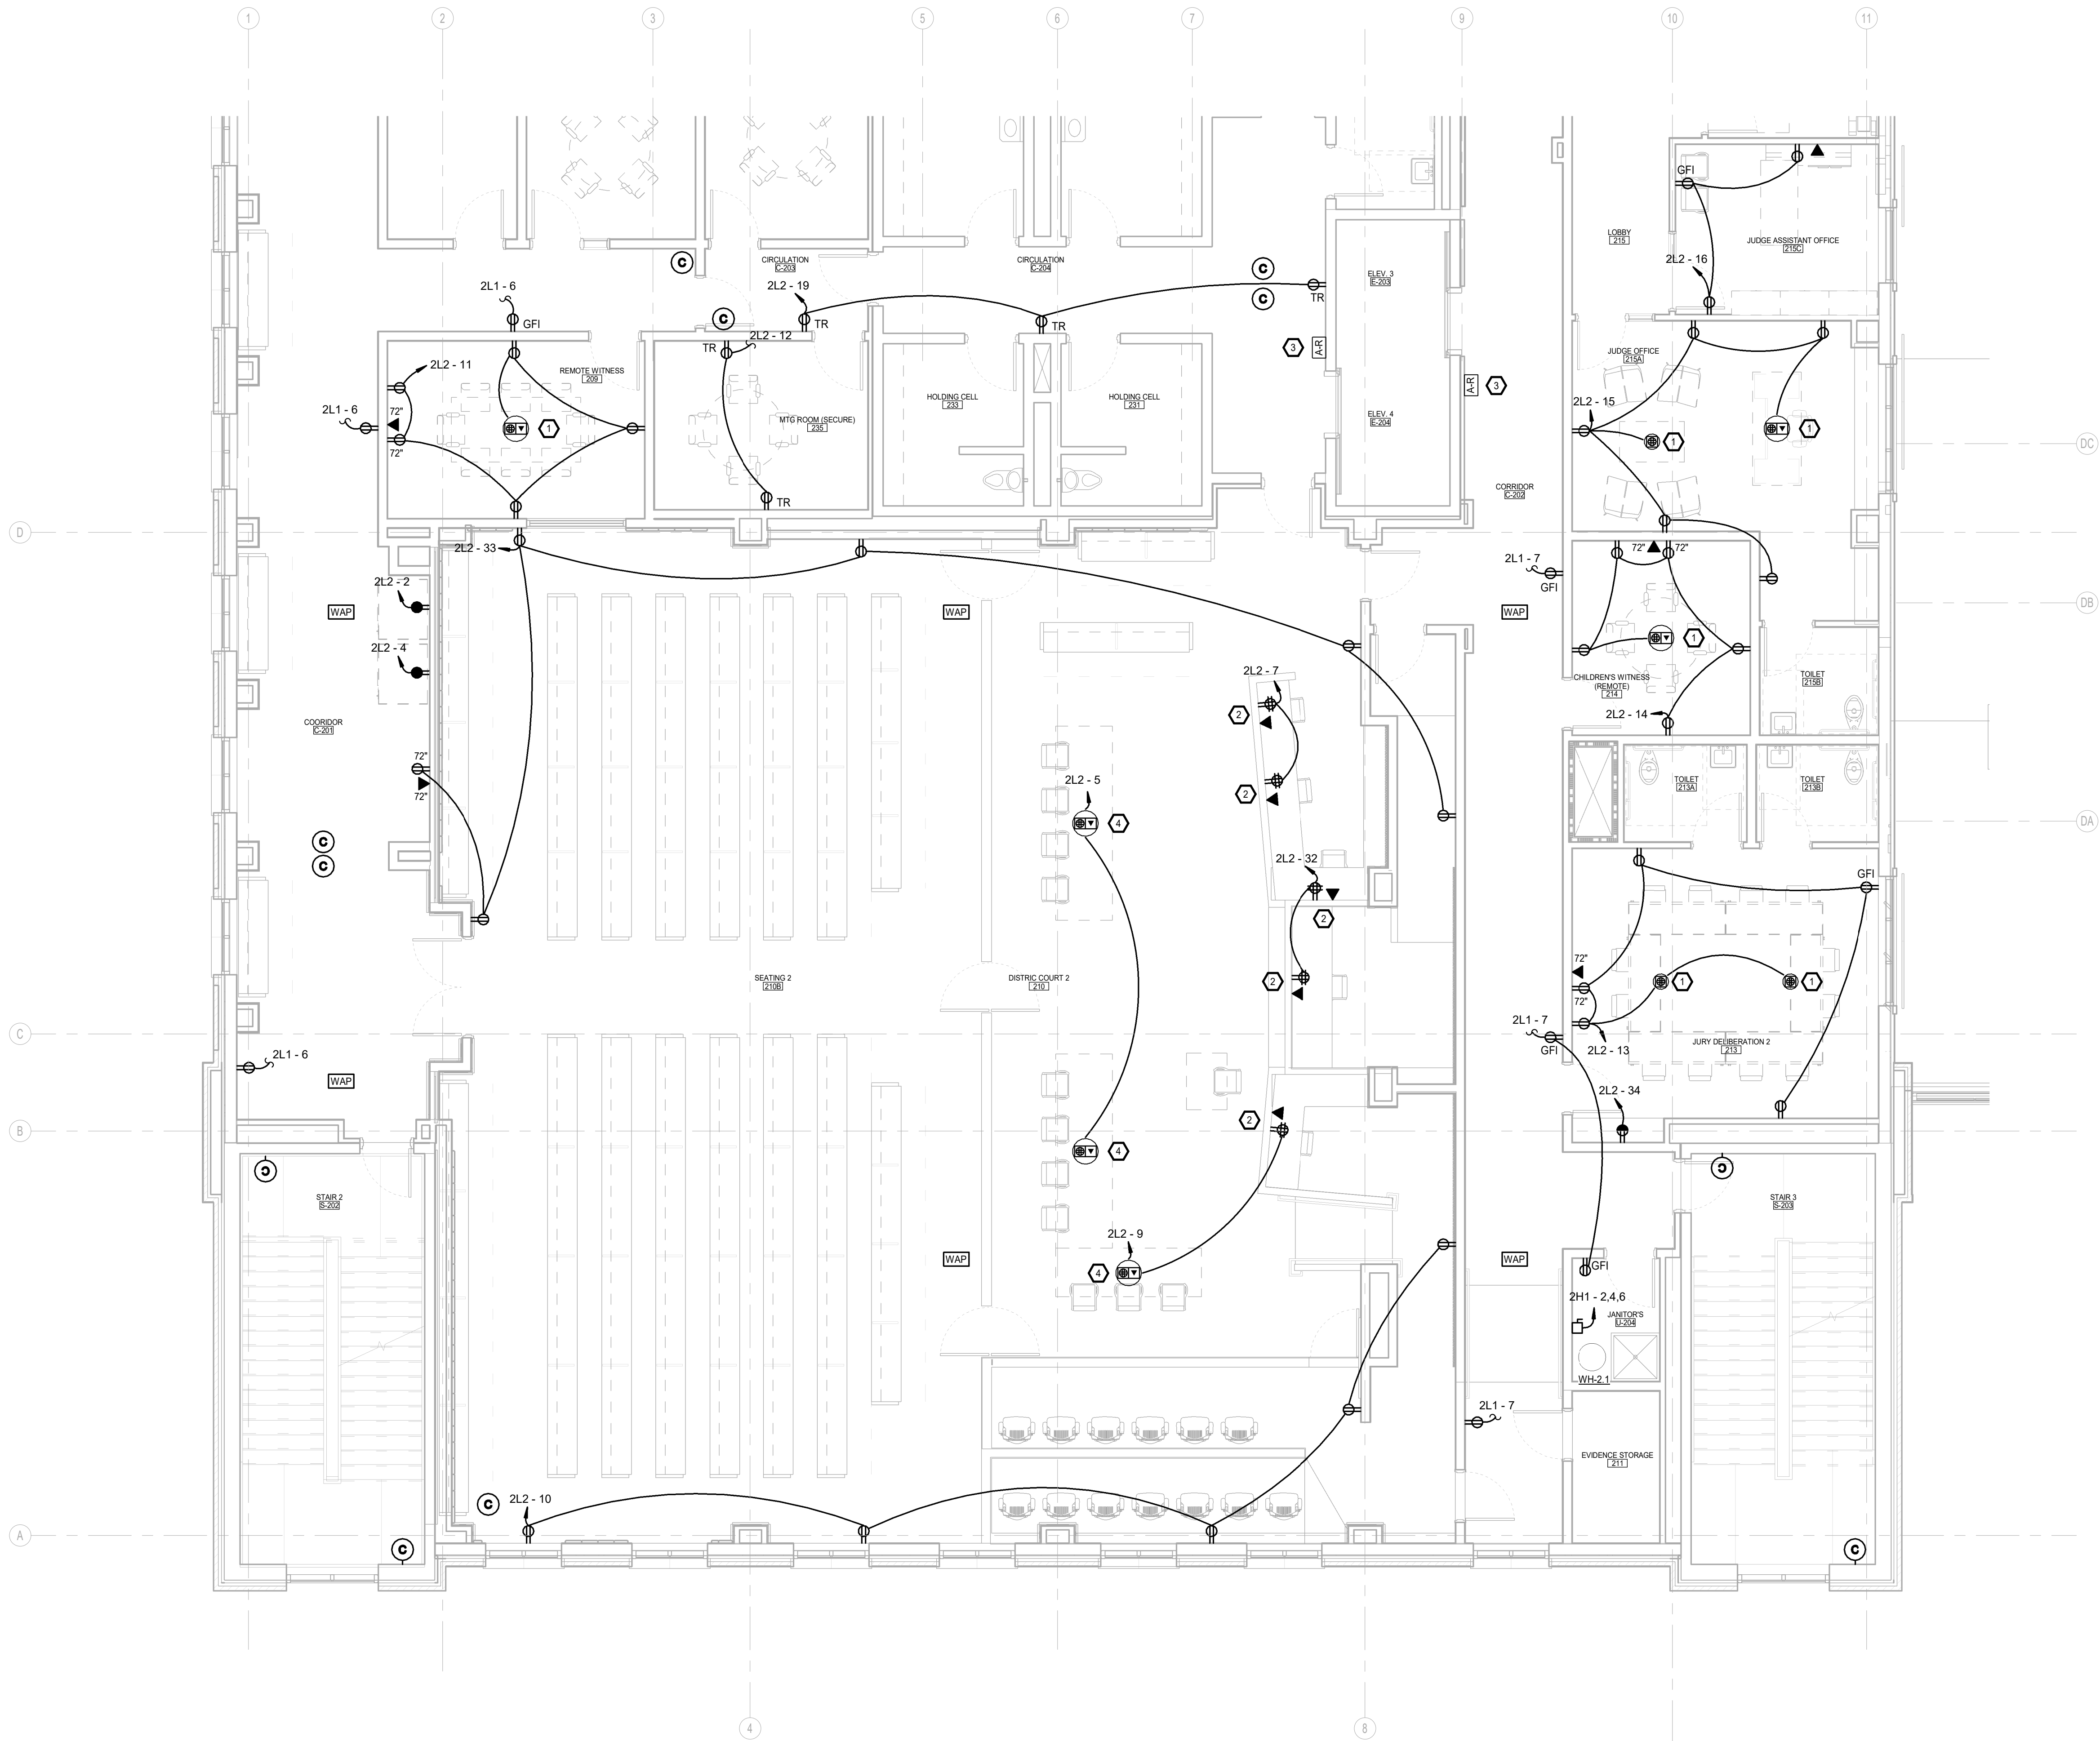 1
2
3
5
6
7
9
10
11
GFI
LOBBY
215
JUDGE ASSISTANT OFFICE
215C
C
CIRCULATION
C-203
CIRCULATION
C-204
C
C
ELEV. 3
E-203
2L2 - 16
2L1 - 6
GFI
2L2 - 19
TR
TR
TR
C
2L2 - 12
TR
3
A-R
JUDGE OFFICE
215A
2L2 - 11
REMOTE WITNESS
209
A-R
3
2L1 - 6
72"
72"
1
HOLDING CELL
233
HOLDING CELL
231
MTG ROOM (SECURE)
235
ELEV. 4
E-204
2L2 - 15
1
1
DC
TR
CORRIDOR
C-202
D
2L2 - 33
72"
72"
2L1 - 7
GFI
2L2 - 2
WAP
WAP
WAP
DB
2L2 - 4
1
2L2 - 7
CHILDREN'S WITNESS
(REMOTE)
214
TOILET
215B
2
2L2 - 14
COORIDOR
C-201
72"
72"
2L2 - 5
2
TOILET
213A
TOILET
213B
4
DA
C
C
2L2 - 32
GFI
2
72"
72"
SEATING 2
210B
DISTRIC COURT 2
210
2
1
1
C
2L1 - 7
GFI
2L2 - 13
JURY DELIBERATION 2
213
2L1 - 6
WAP
2L2 - 34
B
2
4
C
C
STAIR 2
S-202
STAIR 3
S-203
2L2 - 9
4
WAP
WAP
GFI
2H1 - 2,4,6
JANITOR'S
U-204
WH-2.1
2L1 - 7
EVIDENCE STORAGE
211
C
2L2 - 10
A
C
C
4
8